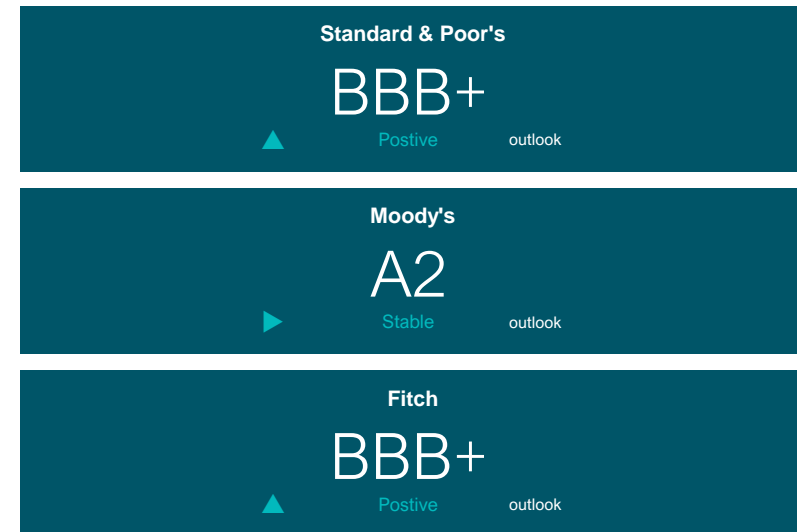 Standard & Poor's
BBB+
Postive outlook
Moody's
A2
Stable outlook
Fitch
BBB+
Postive outlook